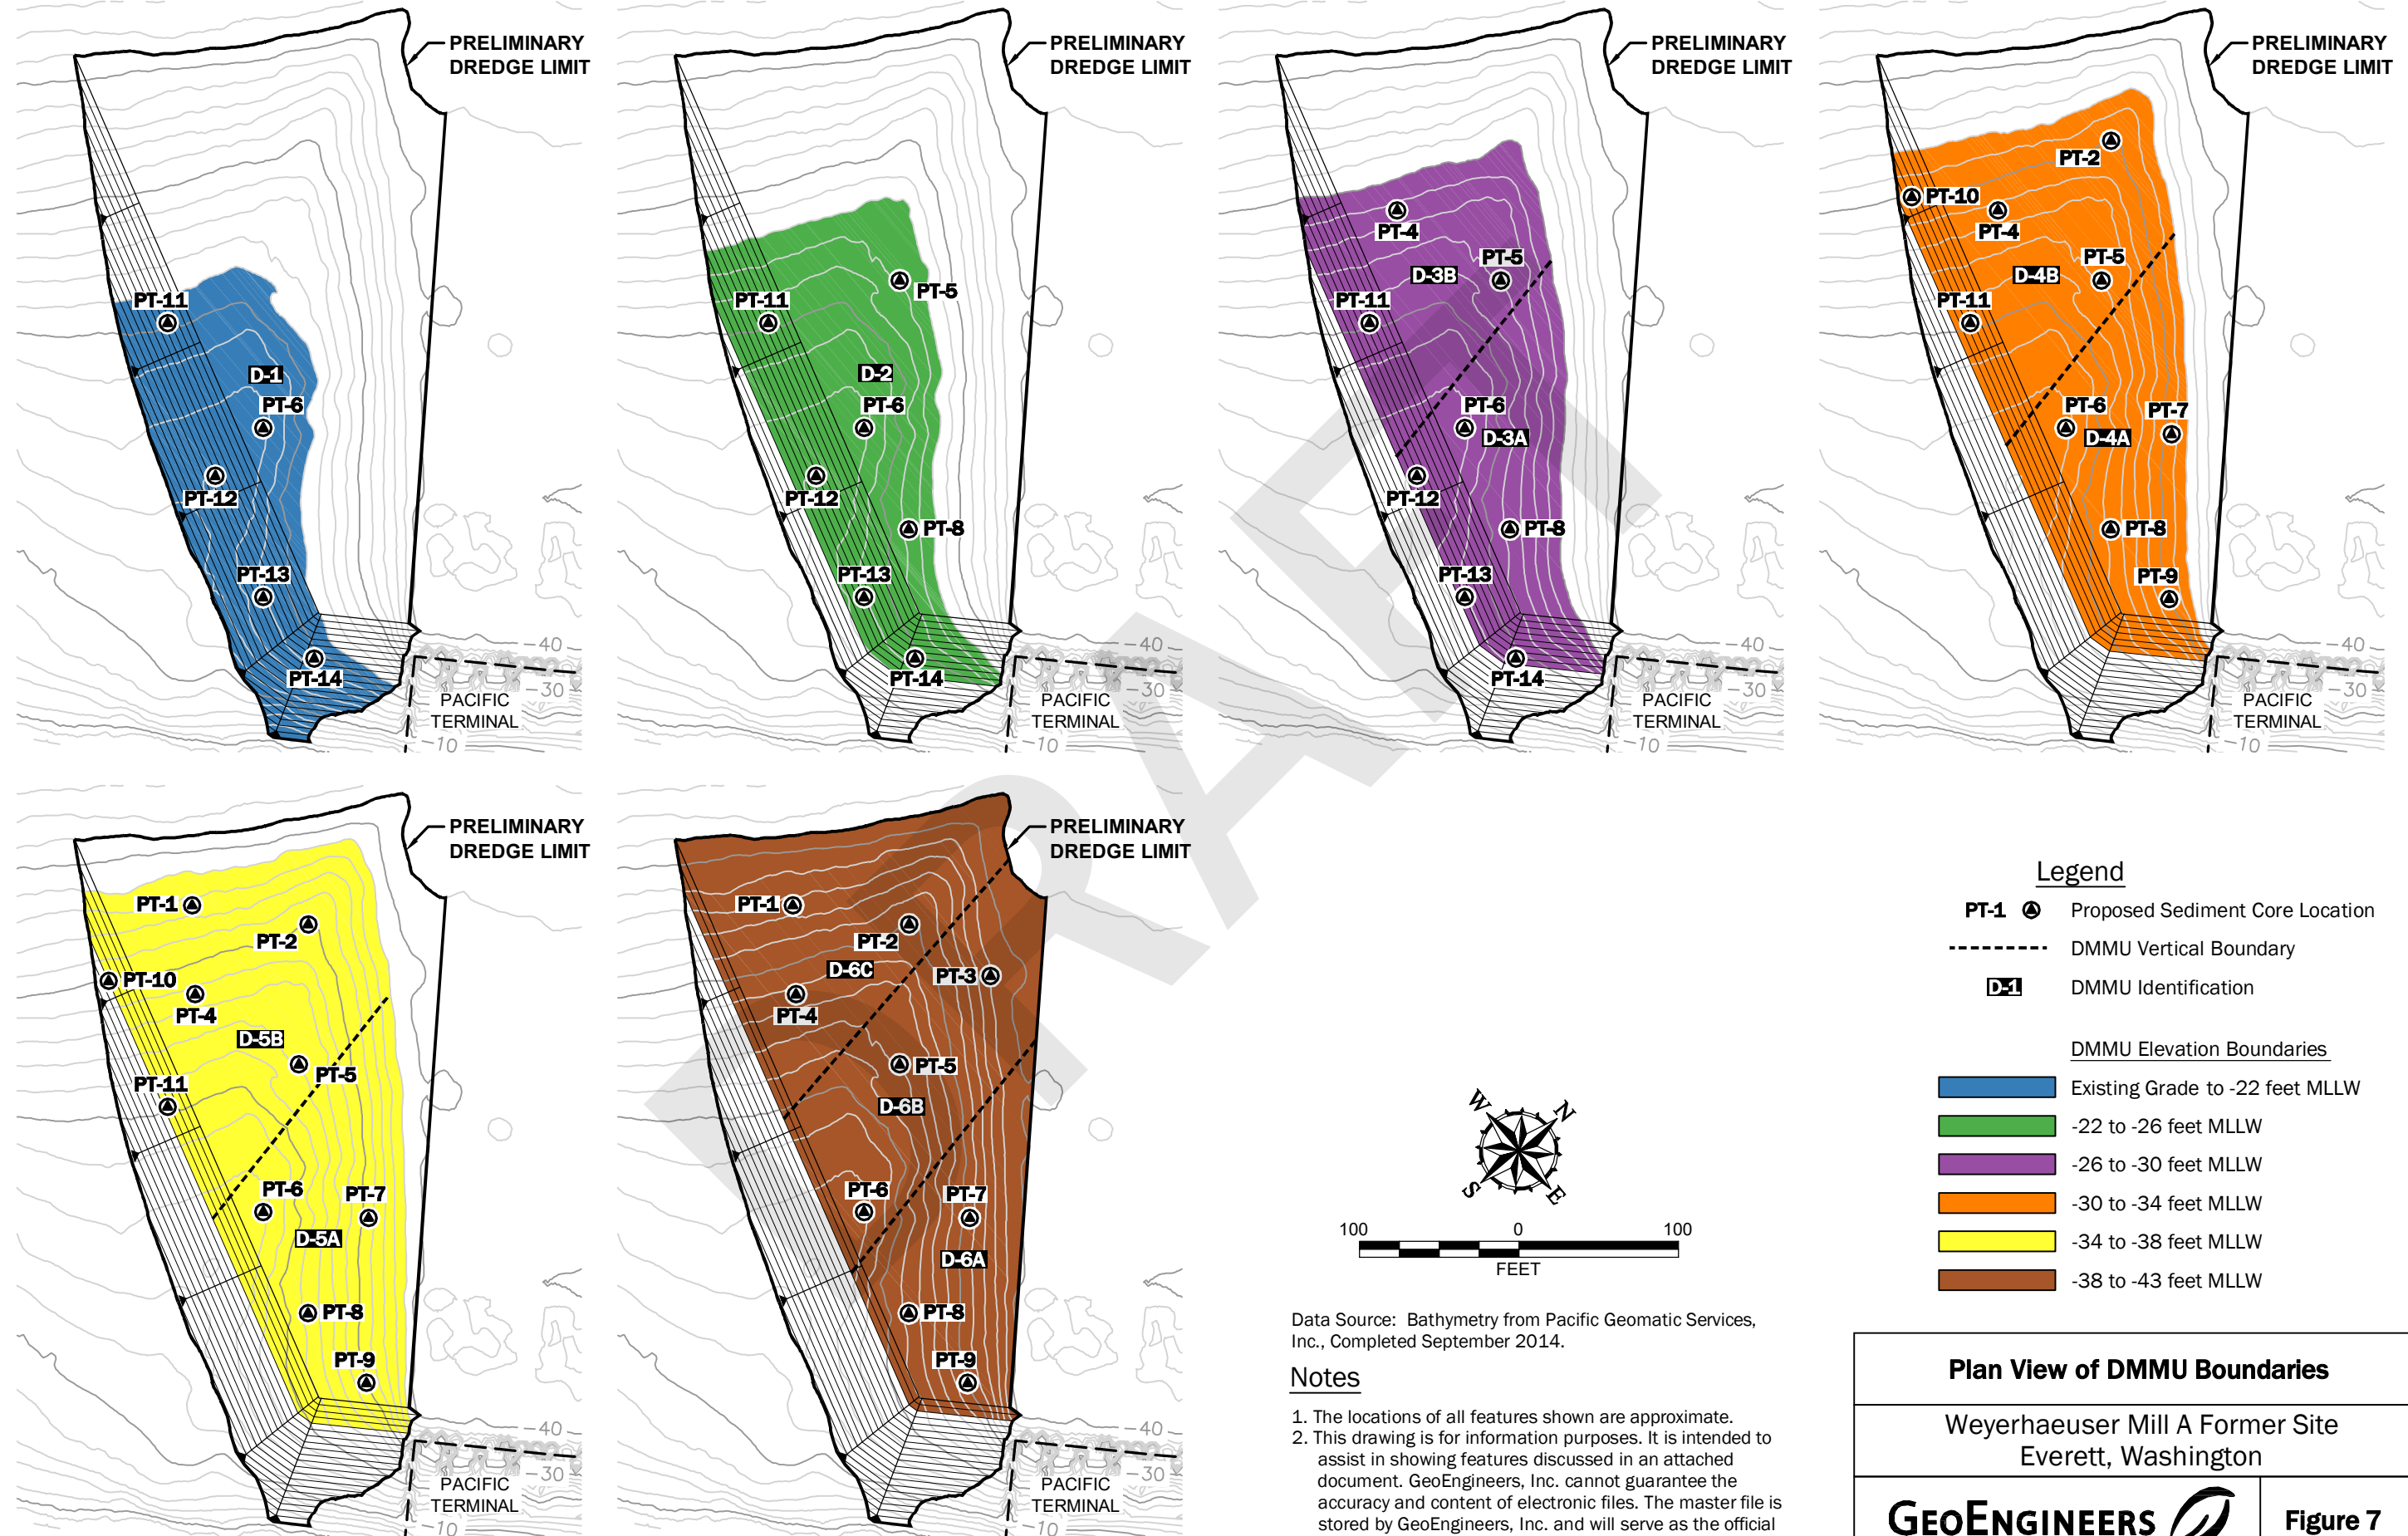 PRELIMINARY
DREDGE LIMIT
PT-11
D-1
PT-6
PT-12
PT-13
PT-14
-40
-30
PACIFIC
TERMINAL
-10
PRELIMINARY
DREDGE LIMIT
PT-5
PT-11
D-2
PT-6
PT-12
PT-8
PT-13
PT-14
-40
-30
PACIFIC
TERMINAL
-10
PRELIMINARY
DREDGE LIMIT
PT-4
PT-5
D-3B
PT-11
PT-6
D-3A
PT-12
PT-8
PT-13
PT-14
-40
-30
PACIFIC
TERMINAL
-10
PRELIMINARY
DREDGE LIMIT
PT-2
PT-10
PT-4
PT-5
D-4B
PT-11
PT-6
PT-7
D-4A
PT-8
PT-9
-40
-30
PACIFIC
TERMINAL
-10
DRAFT
PRELIMINARY
DREDGE LIMIT
PT-1
PT-2
PT-10
PT-4
D-5B
PT-5
PT-11
PT-6
PT-7
D-5A
PT-8
PT-9
-40
-30
PACIFIC
TERMINAL
-10
PRELIMINARY
DREDGE LIMIT
PT-1
PT-2
D-6C
PT-3
PT-4
PT-5
D-6B
PT-6
PT-7
D-6A
PT-8
PT-9
-40
-30
PACIFIC
TERMINAL
-10
W N
S E
100 0 100
FEET
Data Source: Bathymetry from Pacific Geomatic Services,
Inc., Completed September 2014.
Notes
1. The locations of all features shown are approximate.
2. This drawing is for information purposes. It is intended to
assist in showing features discussed in an attached
document. GeoEngineers, Inc. cannot guarantee the
accuracy and content of electronic files. The master file is
stored by GeoEngineers, Inc. and will serve as the official
Legend
PT-1 Proposed Sediment Core Location
DMMU Vertical Boundary
D-1 DMMU Identification
DMMU Elevation Boundaries
Existing Grade to -22 feet MLLW
-22 to -26 feet MLLW
-26 to -30 feet MLLW
-30 to -34 feet MLLW
-34 to -38 feet MLLW
-38 to -43 feet MLLW
Plan View of DMMU Boundaries
Weyerhaeuser Mill A Former Site
Everett, Washington
GEOENGINEERS
Figure 7